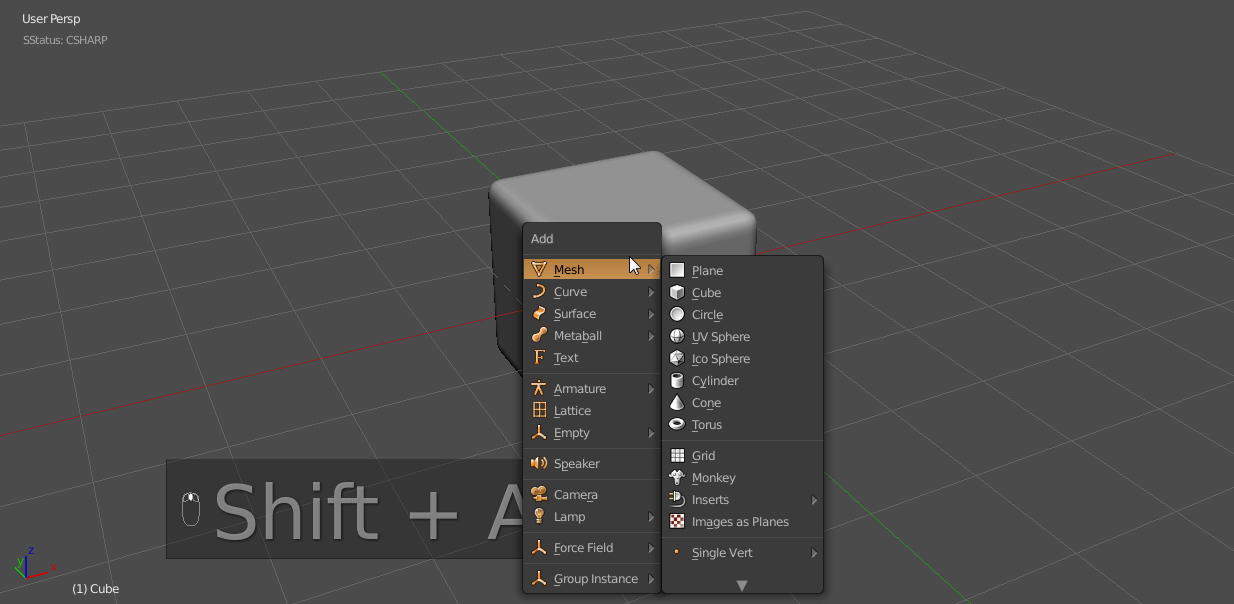 User Persp
SStatus: CSHARP
Add
Mesh
Curve
Surface
Metaball
Text
Armature
Lattice
Empty
Speaker
Camera
Lamp
Force Field
Group Instance
Plane
Cube
Circle
UV Sphere
Ico Sphere
Cylinder
Cone
Torus
Grid
Monkey
Inserts
Images as Planes
Single Vert
Shift + A
z
y
x
(1) Cube